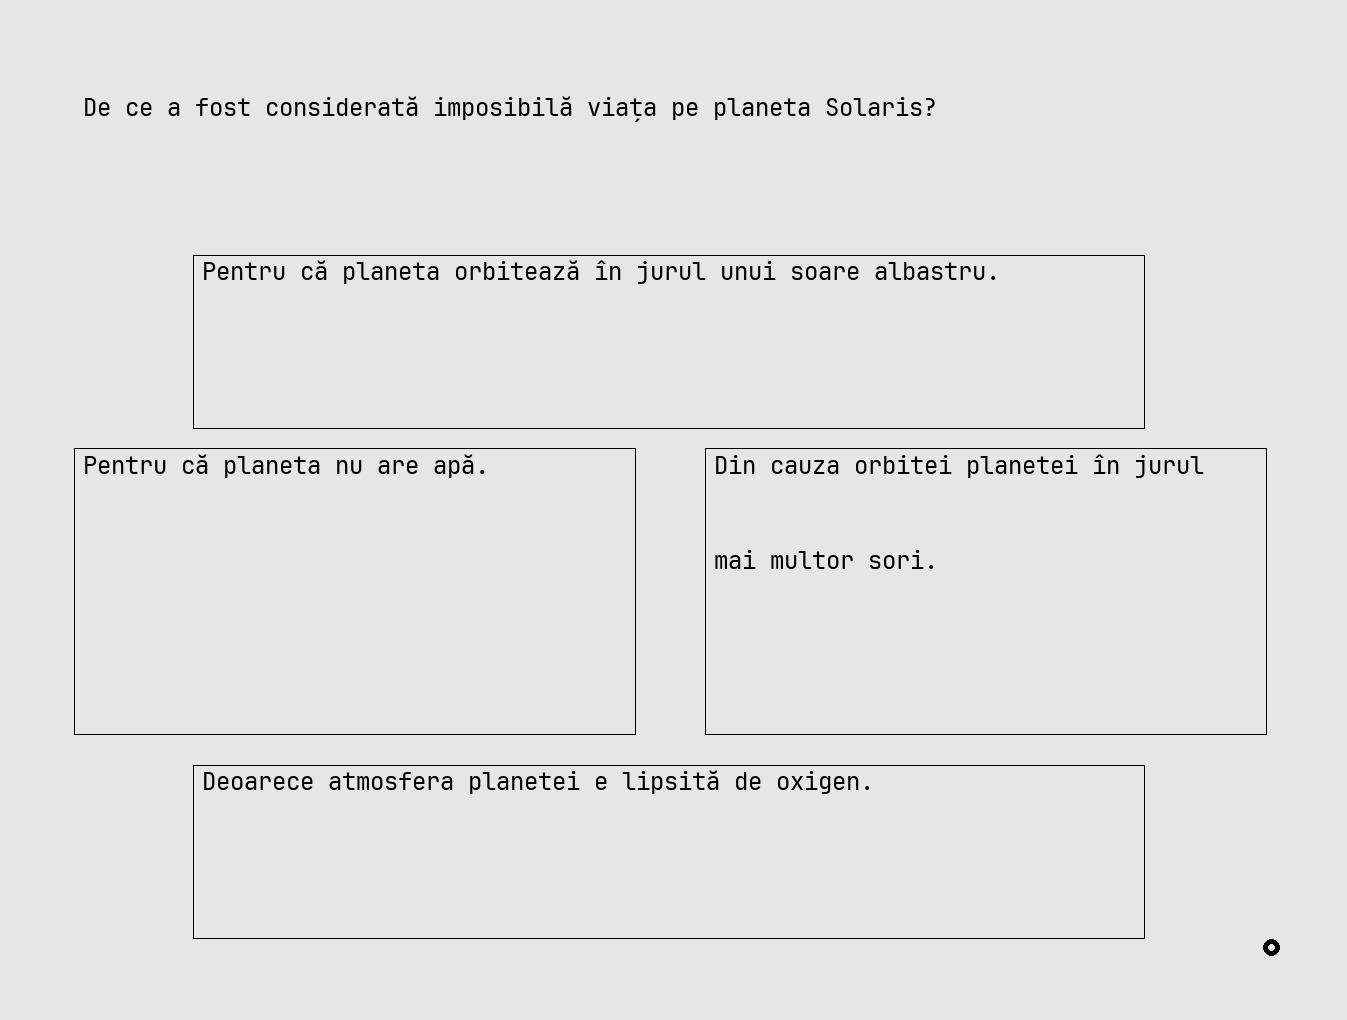 De ce a fost considerată imposibilă viața pe planeta Solaris?
Pentru că planeta orbitează în jurul unui soare albastru.
Pentru că planeta nu are apă.
Din cauza orbitei planetei în jurul
mai multor sori.
Deoarece atmosfera planetei e lipsită de oxigen.